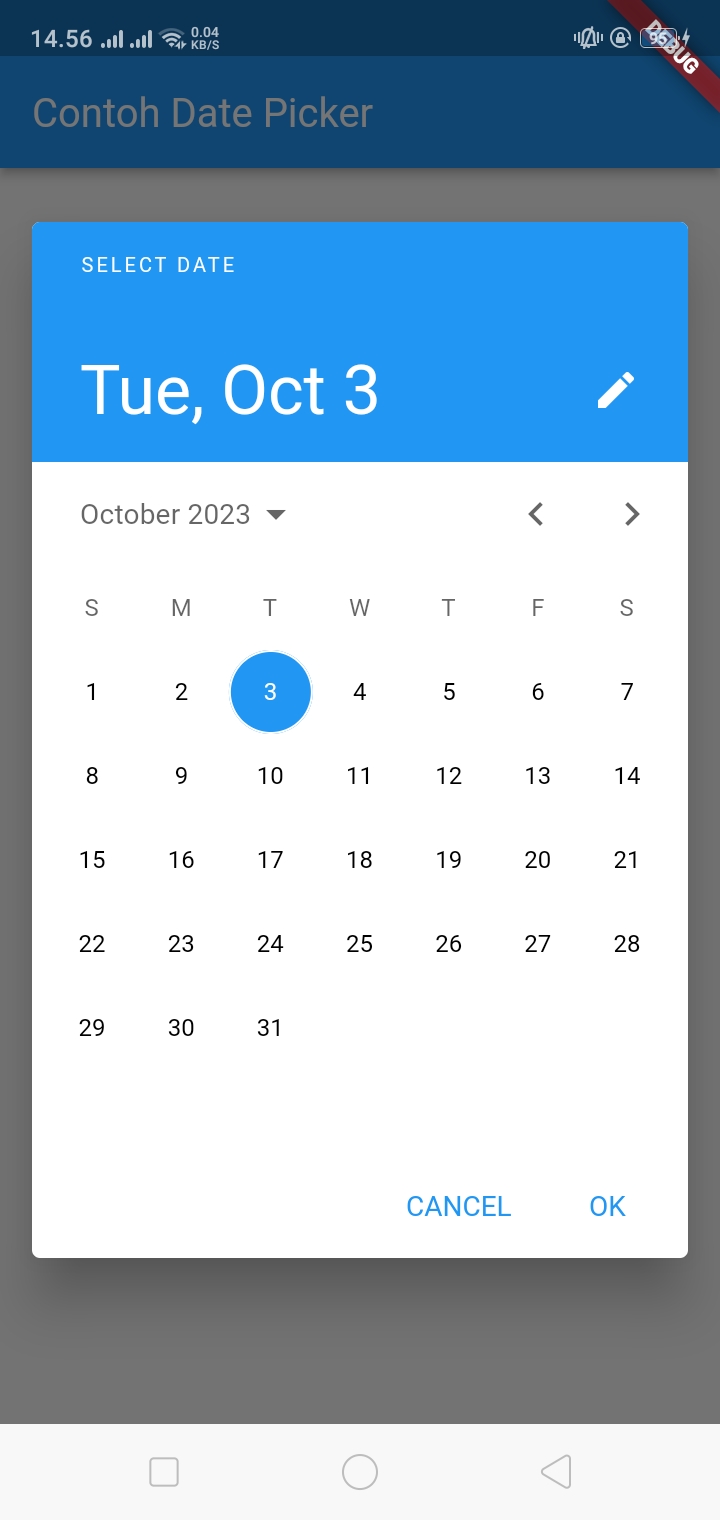 14.56 0.04 KB/S 95
DEBUG
Contoh Date Picker
SELECT DATE
Tue, Oct 3
October 2023
S M T W T F S
1 2 3 4 5 6 7
8 9 10 11 12 13 14
15 16 17 18 19 20 21
22 23 24 25 26 27 28
29 30 31
CANCEL OK